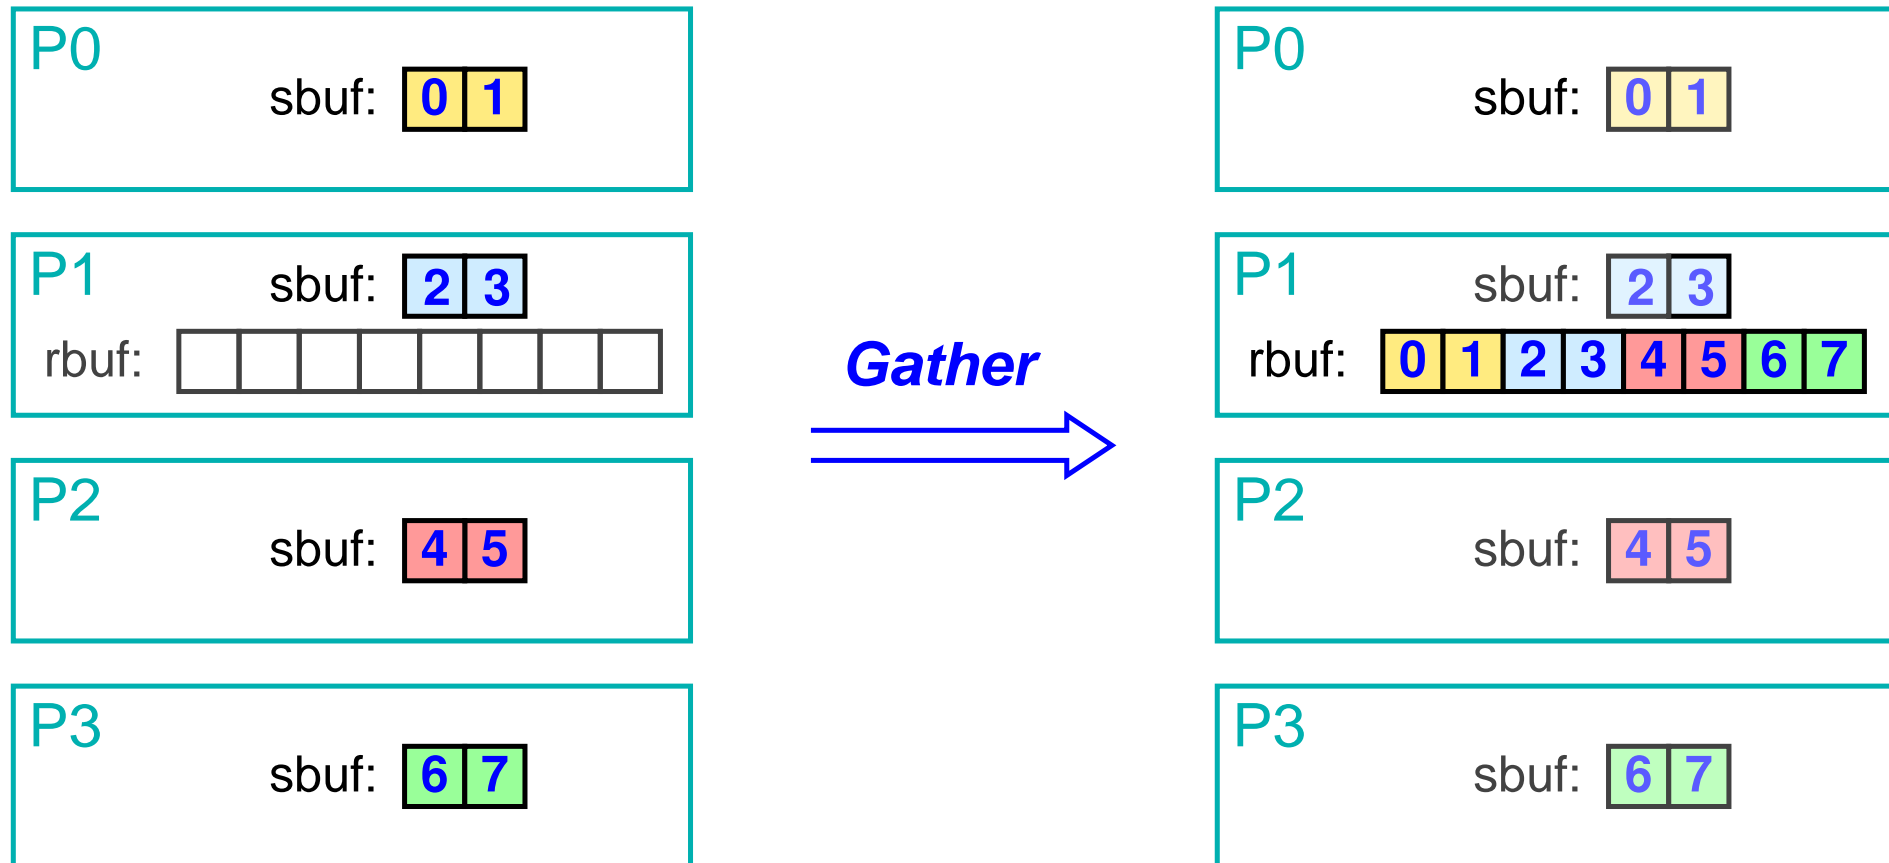 P0
sbuf: 0 1
P1
sbuf: 2 3
rbuf:
P2
sbuf: 4 5
P3
sbuf: 6 7
Gather
P0
sbuf: 0 1
P1
sbuf: 2 3
rbuf: 0 1 2 3 4 5 6 7
P2
sbuf: 4 5
P3
sbuf: 6 7